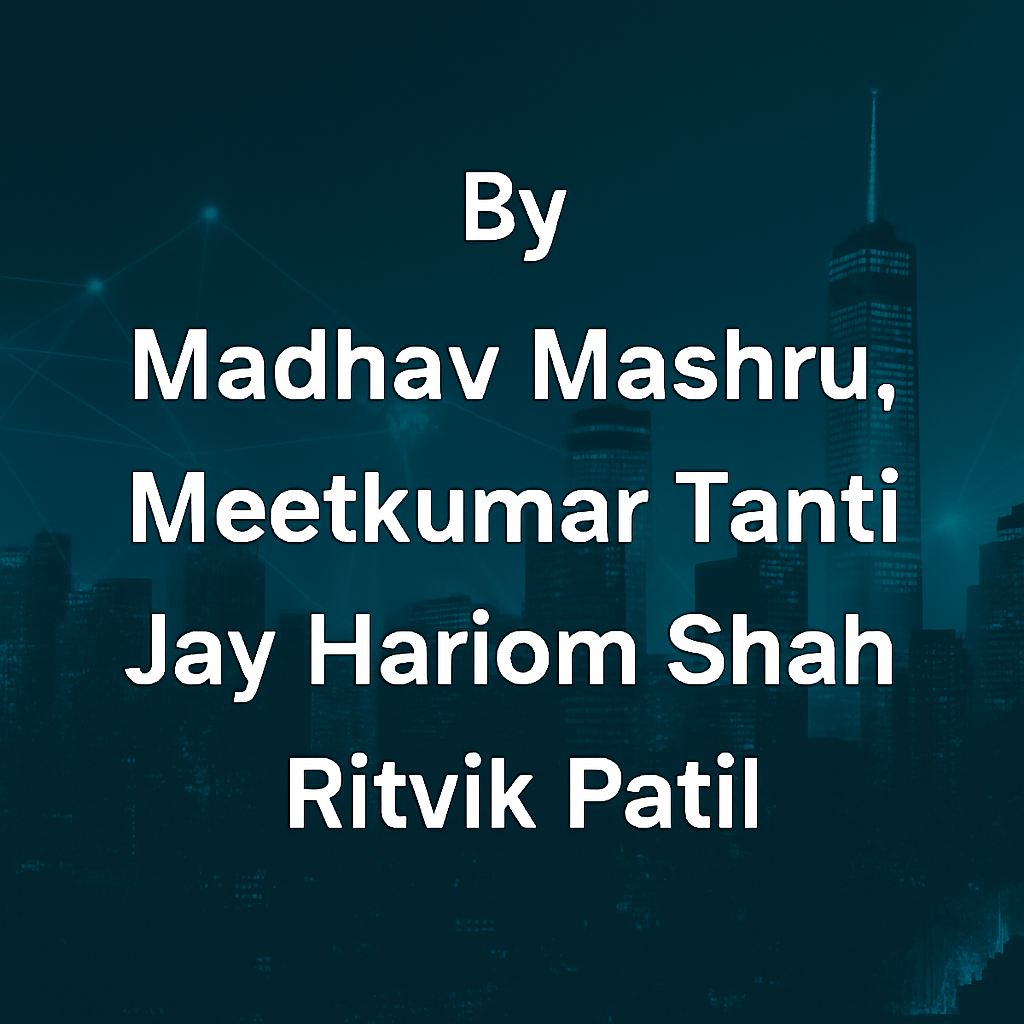 By
Madhav Mashru,
Meetkumar Tanti
Jay Hariom Shah
Ritvik Patil